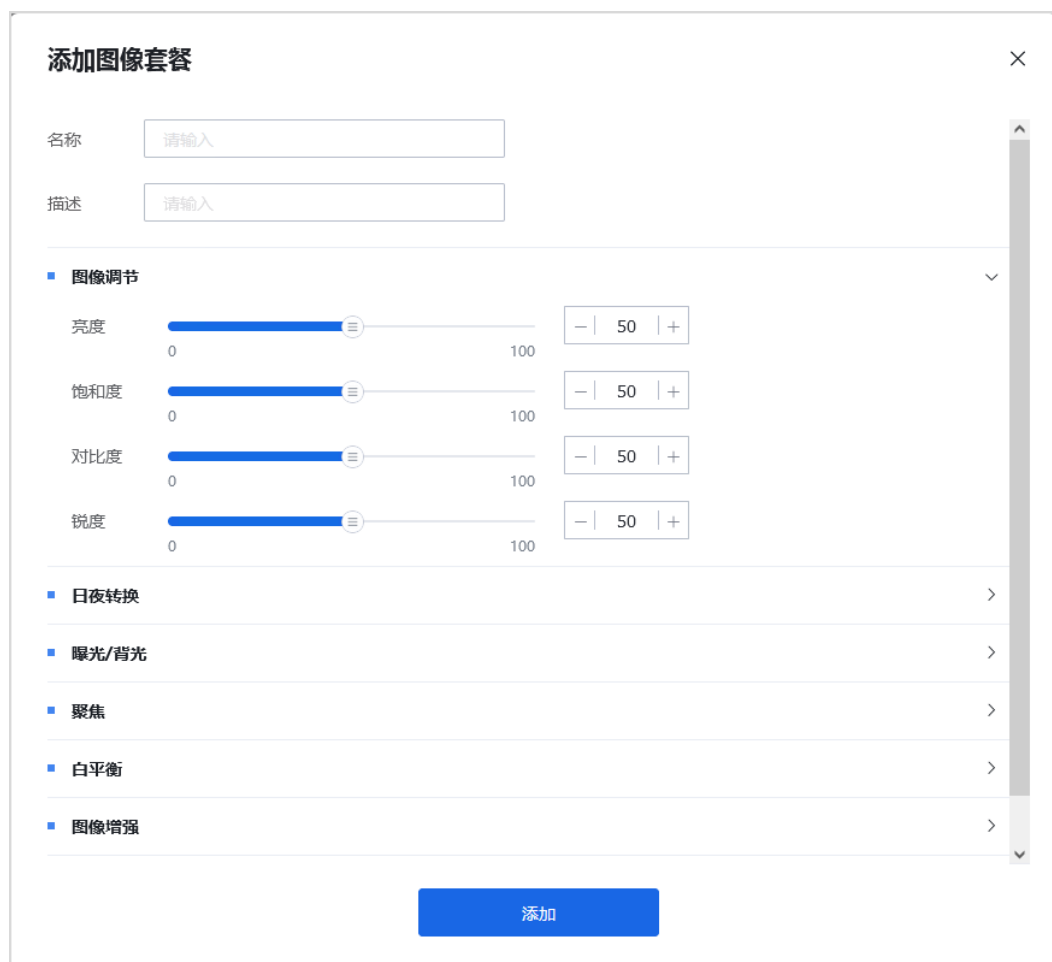 添加图像套餐
名称 请输入
描述 请输入
图像调节
亮度 50
0 100
饱和度 50
0 100
对比度 50
0 100
锐度 50
0 100
日夜转换
曝光/背光
聚焦
白平衡
图像增强
添加